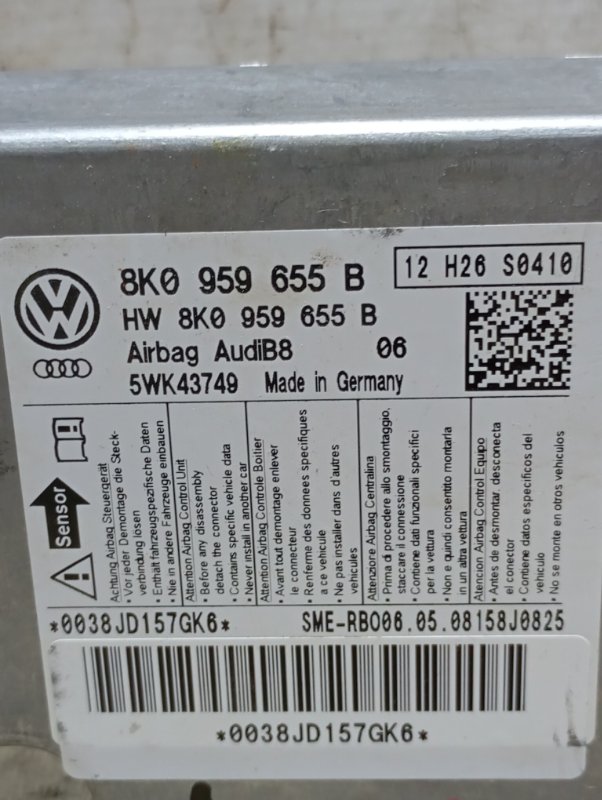 8K0 959 655 B
12 H26 S0410
HW 8K0 959 655 B
Airbag AudiB8 06
5WK43749 Made in Germany
Sensor
Achtung Airbag Steuergerät
• Vor jeder Demontage die Steck-
verbindung lösen
• Enthält fahrzeugspezifische Daten
• Nie in andere Fahrzeuge einbauen
Attention Airbag Control Unit
• Before any disassembly
detach the connector
• Contains specific vehicle data
• Never install in another car
Attention Airbag Controle Boitier
• Avant tout demontage enlever
le connecteur
• Renferme des donnees specifiques
a ce vehicule
• Ne pas installer dans d'autres
vehicules
Attenzione Airbag Centralina
• Prima di procedere allo smontaggio,
staccare il connessione
• Contiene dati funzionali specifici
per la vettura
• Non e quindi consentito montarla
in un altra vettura
Atencion Airbag Control Equipo
• Antes de desmontar, desconecta
el conector
• Contiene datos especificos del
vehiculo
• No se monte en otros vehiculos
*0038JD157GK6* SME-RBO06.05.08158J0825
*0038JD157GK6*